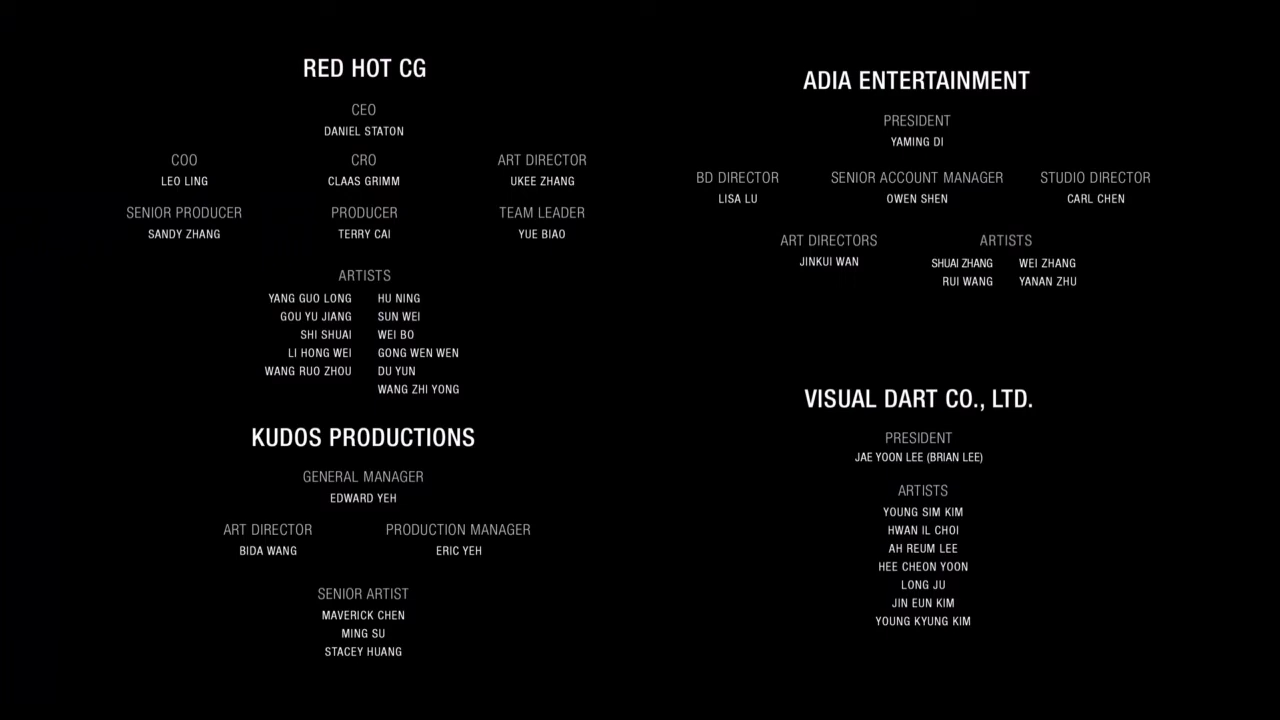 RED HOT CG
CEO
DANIEL STATON
COO CRO ART DIRECTOR
LEO LING CLAAS GRIMM UKEE ZHANG
SENIOR PRODUCER PRODUCER TEAM LEADER
SANDY ZHANG TERRY CAI YUE BIAO
ARTISTS
YANG GUO LONG HU NING
GOU YU JIANG SUN WEI
SHI SHUAI WEI BO
LI HONG WEI GONG WEN WEN
WANG RUO ZHOU DU YUN
WANG ZHI YONG
KUDOS PRODUCTIONS
GENERAL MANAGER
EDWARD YEH
ART DIRECTOR PRODUCTION MANAGER
BIDA WANG ERIC YEH
SENIOR ARTIST
MAVERICK CHEN
MING SU
STACEY HUANG
ADIA ENTERTAINMENT
PRESIDENT
YAMING DI
BD DIRECTOR SENIOR ACCOUNT MANAGER STUDIO DIRECTOR
LISA LU OWEN SHEN CARL CHEN
ART DIRECTORS ARTISTS
JINKUI WAN SHUAI ZHANG WEI ZHANG
RUI WANG YANAN ZHU
VISUAL DART CO., LTD.
PRESIDENT
JAE YOON LEE (BRIAN LEE)
ARTISTS
YOUNG SIM KIM
HWAN IL CHOI
AH REUM LEE
HEE CHEON YOON
LONG JU
JIN EUN KIM
YOUNG KYUNG KIM